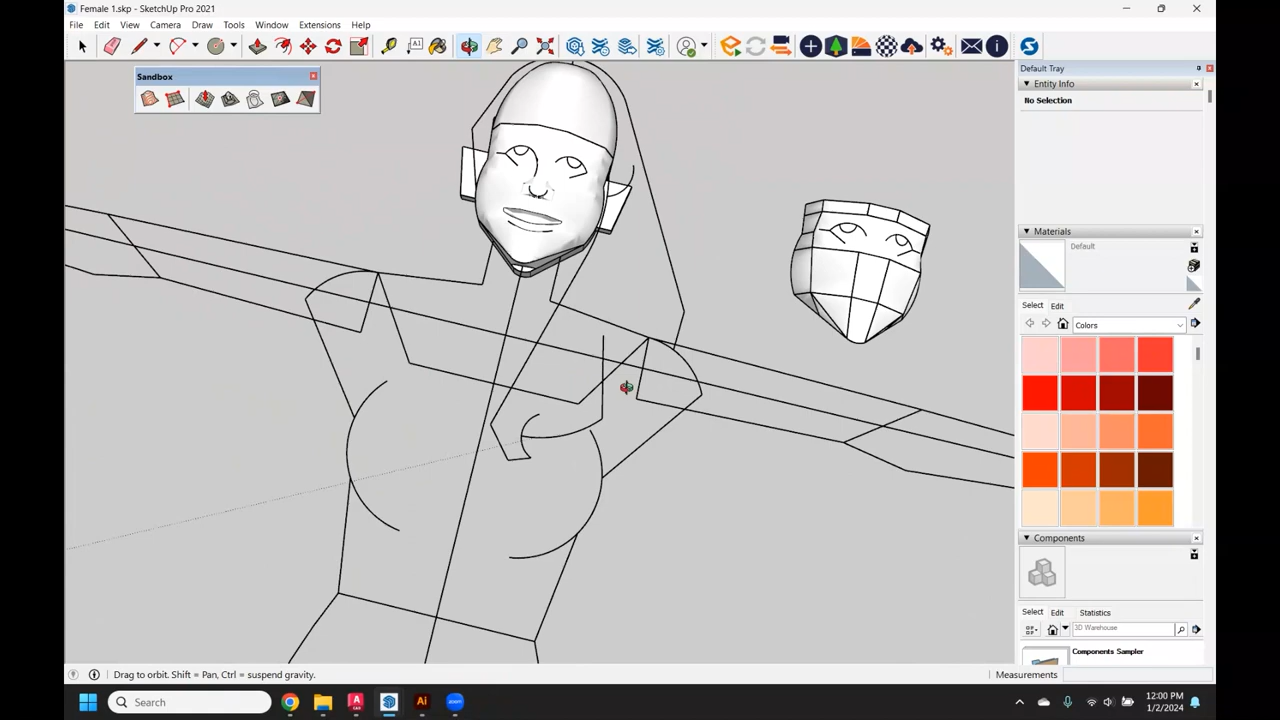 Female 1.skp - SketchUp Pro 2021
File Edit View Camera Draw Tools Window Extensions Help
Sandbox
Default Tray
Entity Info
No Selection
Materials
Default
Select Edit
Colors
Components
Select Edit Statistics
3D Warehouse
Components Sampler
Drag to orbit. Shift = Pan, Ctrl = suspend gravity.
Measurements
Search
Ai
zoom
12:00 PM
1/2/2024